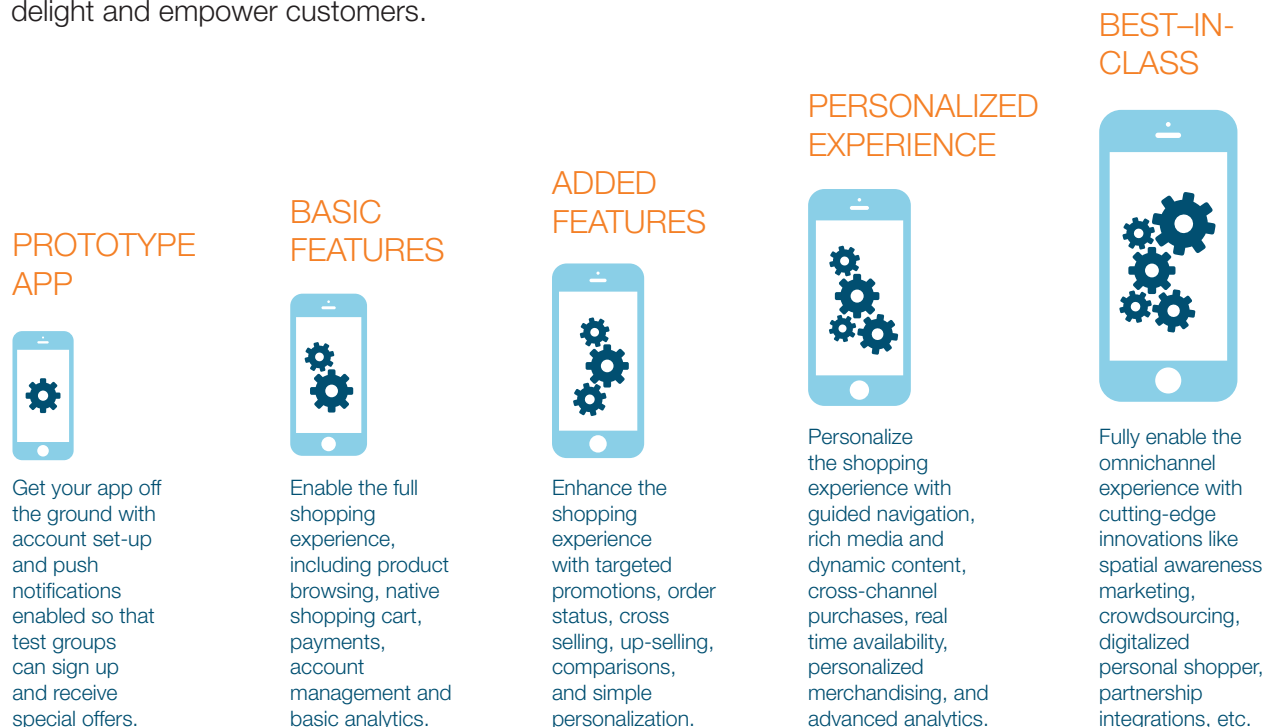 delight and empower customers.
PROTOTYPE
APP
Get your app off
the ground with
account set-up
and push
notifications
enabled so that
test groups
can sign up
and receive
special offers.
BASIC
FEATURES
Enable the full
shopping
experience,
including product
browsing, native
shopping cart,
payments,
account
management and
basic analytics.
ADDED
FEATURES
Enhance the
shopping
experience
with targeted
promotions, order
status, cross
selling, up-selling,
comparisons,
and simple
personalization.
PERSONALIZED
EXPERIENCE
Personalize
the shopping
experience with
guided navigation,
rich media and
dynamic content,
cross-channel
purchases, real
time availability,
personalized
merchandising, and
advanced analytics.
BEST–IN-
CLASS
Fully enable the
omnichannel
experience with
cutting-edge
innovations like
spatial awareness
marketing,
crowdsourcing,
digitalized
personal shopper,
partnership
integrations, etc.